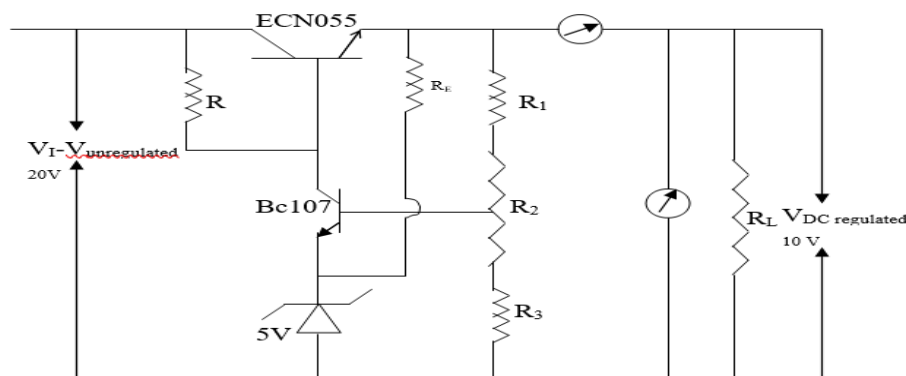 ECN055
R
RE
R1
VI-Vunregulated
20V
Bc107
R2
RL
VDC regulated
10 V
R3
5V